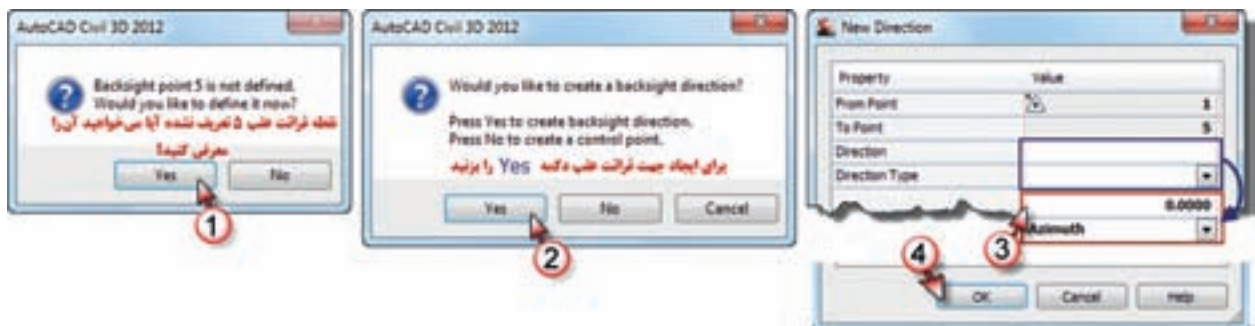 AutoCAD Civil 3D 2012
Backsight point 5 is not defined.
Would you like to define it now?
نقطه قرائت عقب ۵ تعریف نشده آیا می‌خواهید آن را
معرفی کنید؟
Yes
No
1
AutoCAD Civil 3D 2012
Would you like to create a backsight direction?
Press Yes to create backsight direction.
Press No to create a control point.
برای ایجاد جهت قرائت عقب دکمه Yes را بزنید
Yes
No
Cancel
2
New Direction
Property Value
From Point 1
To Point 5
Direction
Direction Type
0.0000
Azimuth
3
4
OK
Cancel
Help